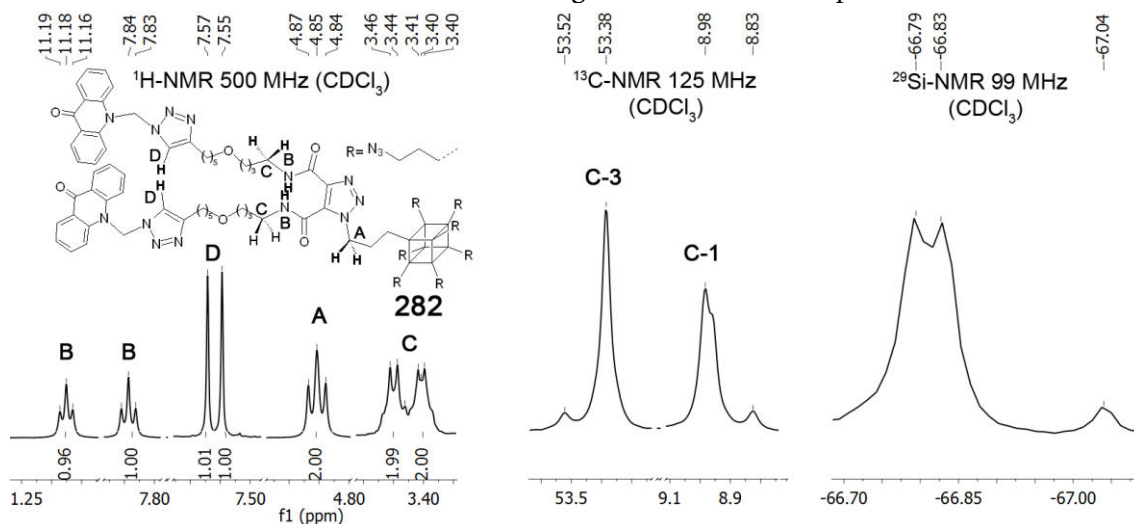 11.19 11.18 11.16 7.84 7.83 7.57 7.55 4.87 4.85 4.84 3.46 3.44 3.41 3.40 3.40
¹H-NMR 500 MHz (CDCl₃)
O N N N N
H H
D H ( )₅ O ( )₃ C N B H O
R= N₃
O N N N N
H D ( )₅ O ( )₃ C N B H O
H H
N N N
A H H
R R R R R R R
282
B B D A C
0.96 1.00 1.01 1.00 2.00 1.99 2.00
1.25 7.80 7.50 4.80 3.40
f1 (ppm)
-53.52 -53.38 -8.98 -8.83
¹³C-NMR 125 MHz
(CDCl₃)
C-3
C-1
53.5 9.1 8.9
-66.79 -66.83 -67.04
²⁹Si-NMR 99 MHz
(CDCl₃)
-66.70 -66.85 -67.00